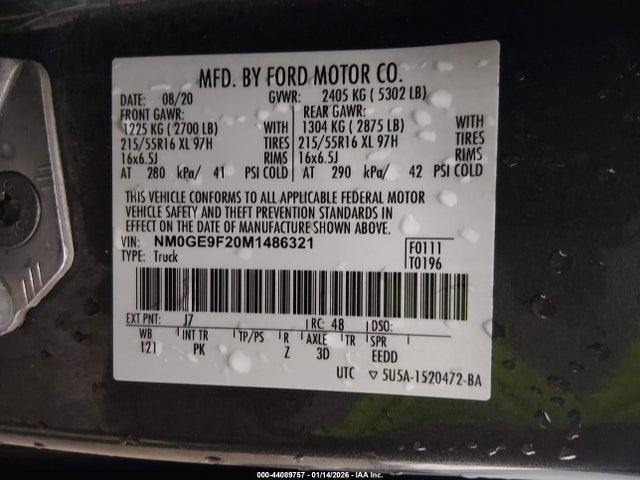 MFD. BY FORD MOTOR CO.
DATE: 08/20 GVWR: 2405 KG ( 5302 LB)
FRONT GAWR: REAR GAWR:
1225 KG ( 2700 LB) WITH 1304 KG ( 2875 LB) WITH
215/55R16 XL 97H TIRES 215/55R16 XL 97H TIRES
16x6.5J RIMS 16x6.5J RIMS
AT 280 kPa/ 41 PSI COLD AT 290 kPa/ 42 PSI COLD
THIS VEHICLE CONFORMS TO ALL APPLICABLE FEDERAL MOTOR
VEHICLE SAFETY AND THEFT PREVENTION STANDARDS IN
EFFECT ON THE DATE OF MANUFACTURE SHOWN ABOVE.
VIN: NM0GE9F20M1486321 F0111
TYPE: Truck T0196
EXT PNT: J7 RC: 48 DSO:
WB INT TR TP/PS R AXLE TR SPR
121 PK Z 3D EEDD
UTC ▽ 5U5A-1520472-BA
000-44089757 - 01/14/2026 - IAA Inc.